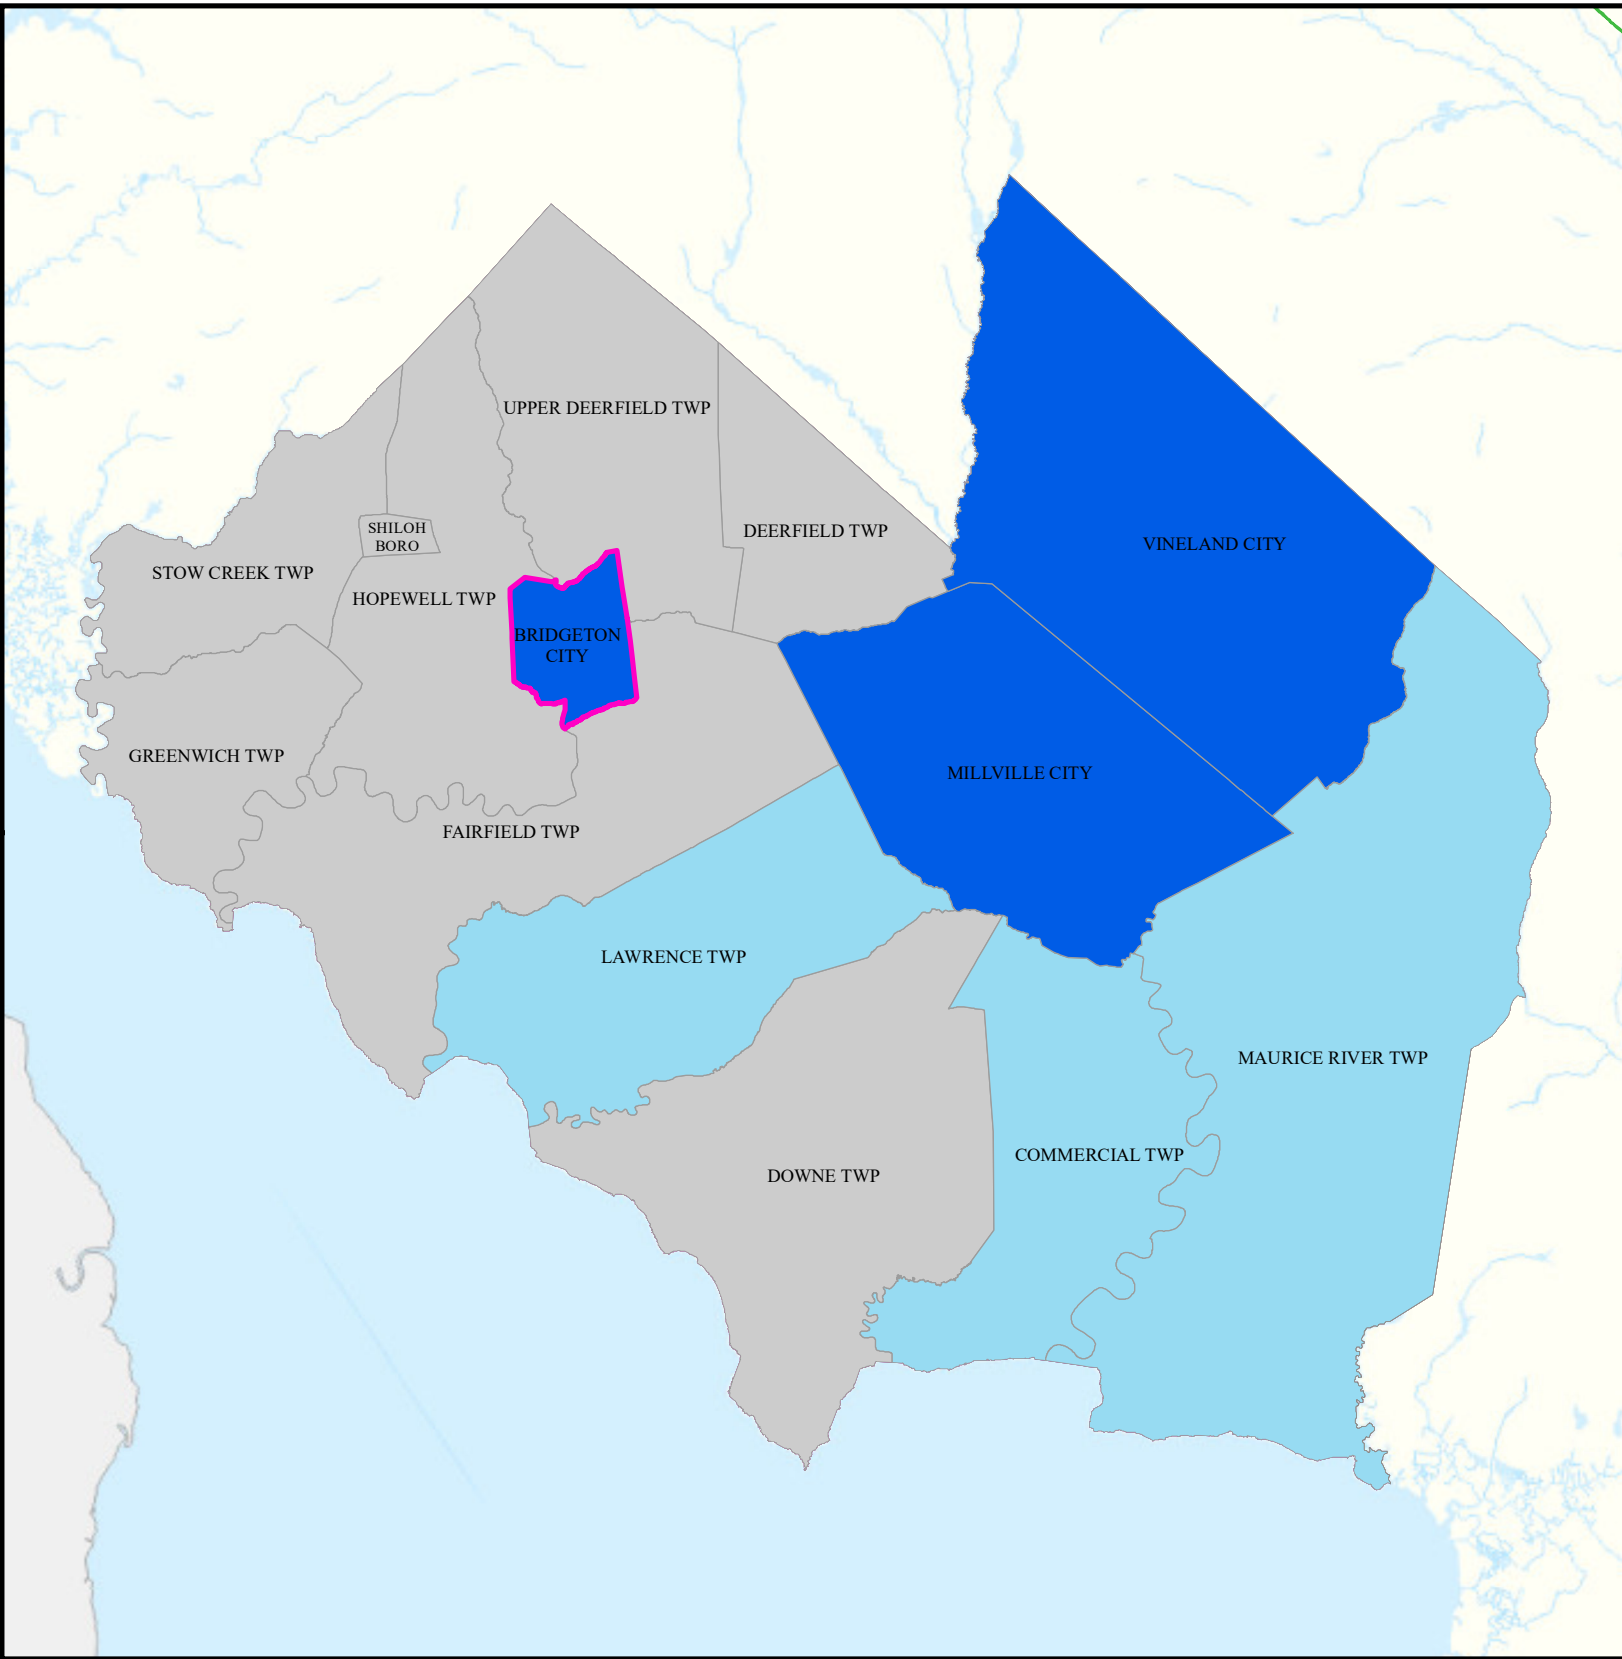 UPPER DEERFIELD TWP
SHILOH
BORO
DEERFIELD TWP
VINELAND CITY
STOW CREEK TWP
HOPEWELL TWP
BRIDGETON
CITY
GREENWICH TWP
MILLVILLE CITY
FAIRFIELD TWP
LAWRENCE TWP
MAURICE RIVER TWP
COMMERCIAL TWP
DOWNE TWP